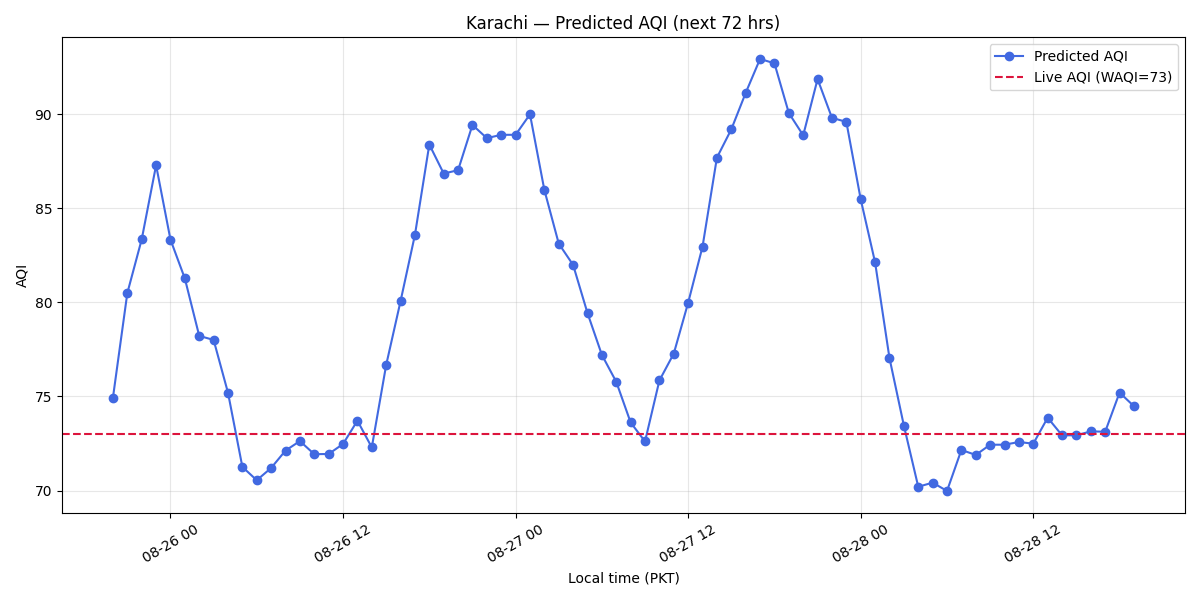 Karachi — Predicted AQI (next 72 hrs)
Predicted AQI
Live AQI (WAQI=73)
AQI
90
85
80
75
70
08-26 00
08-26 12
08-27 00
08-27 12
08-28 00
08-28 12
Local time (PKT)